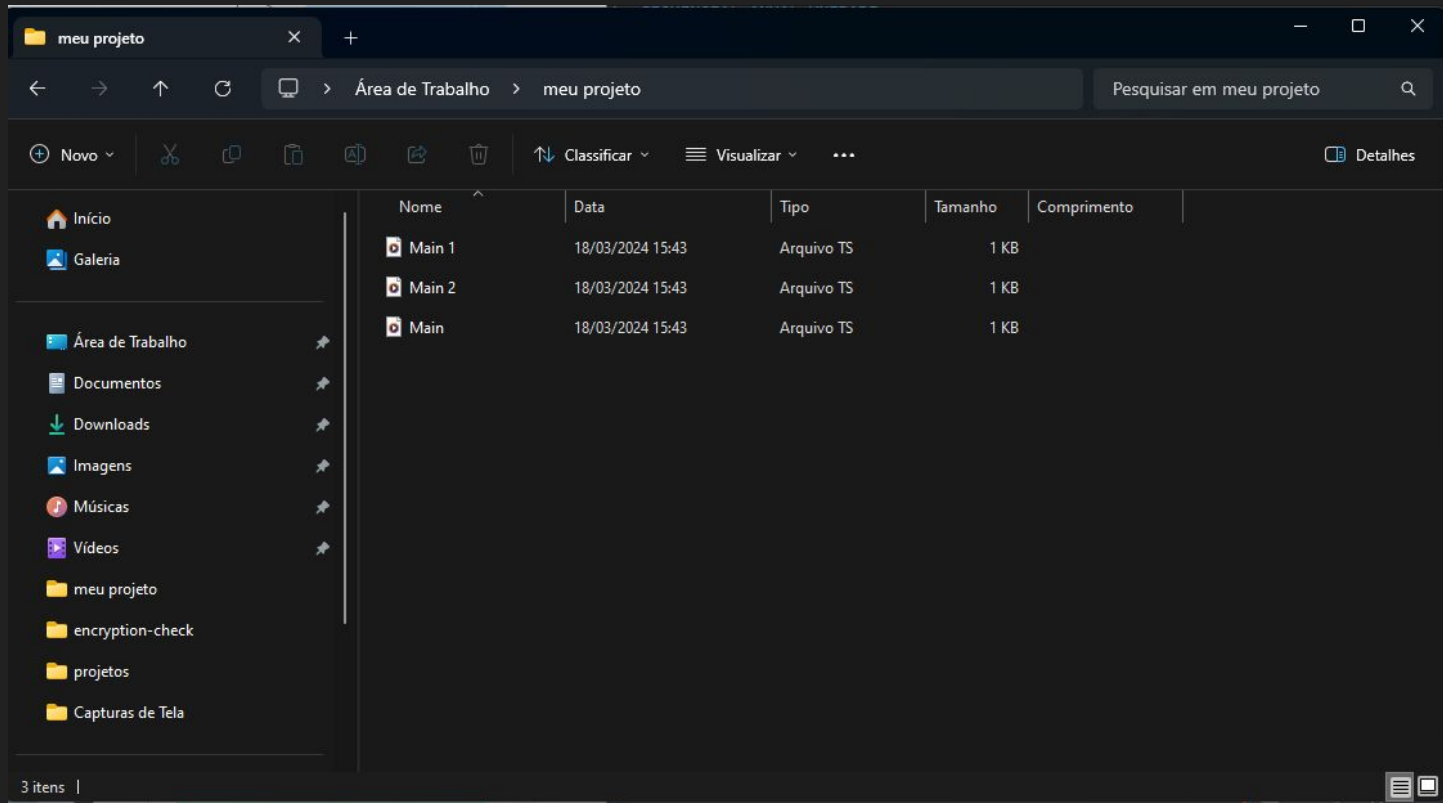 meu projeto
Área de Trabalho > meu projeto
Pesquisar em meu projeto
Novo
Classificar
Visualizar
Detalhes
Início
Galeria
Área de Trabalho
Documentos
Downloads
Imagens
Músicas
Vídeos
meu projeto
encryption-check
projetos
Capturas de Tela
Nome Data Tipo Tamanho Comprimento
Main 1 18/03/2024 15:43 Arquivo TS 1 KB
Main 2 18/03/2024 15:43 Arquivo TS 1 KB
Main 18/03/2024 15:43 Arquivo TS 1 KB
3 itens